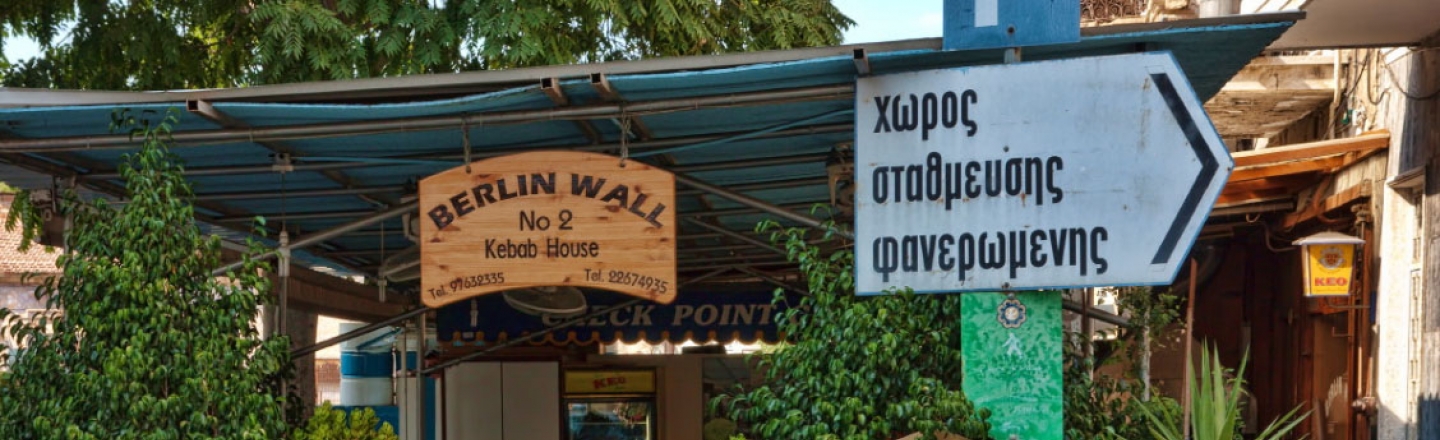 BERLIN WALL
No 2
Kebab House
Tel. 97632335
Tel. 22674935
CHECK POINT
KEO
χωρος
σταθμευσης
φανερωμενης
KEO